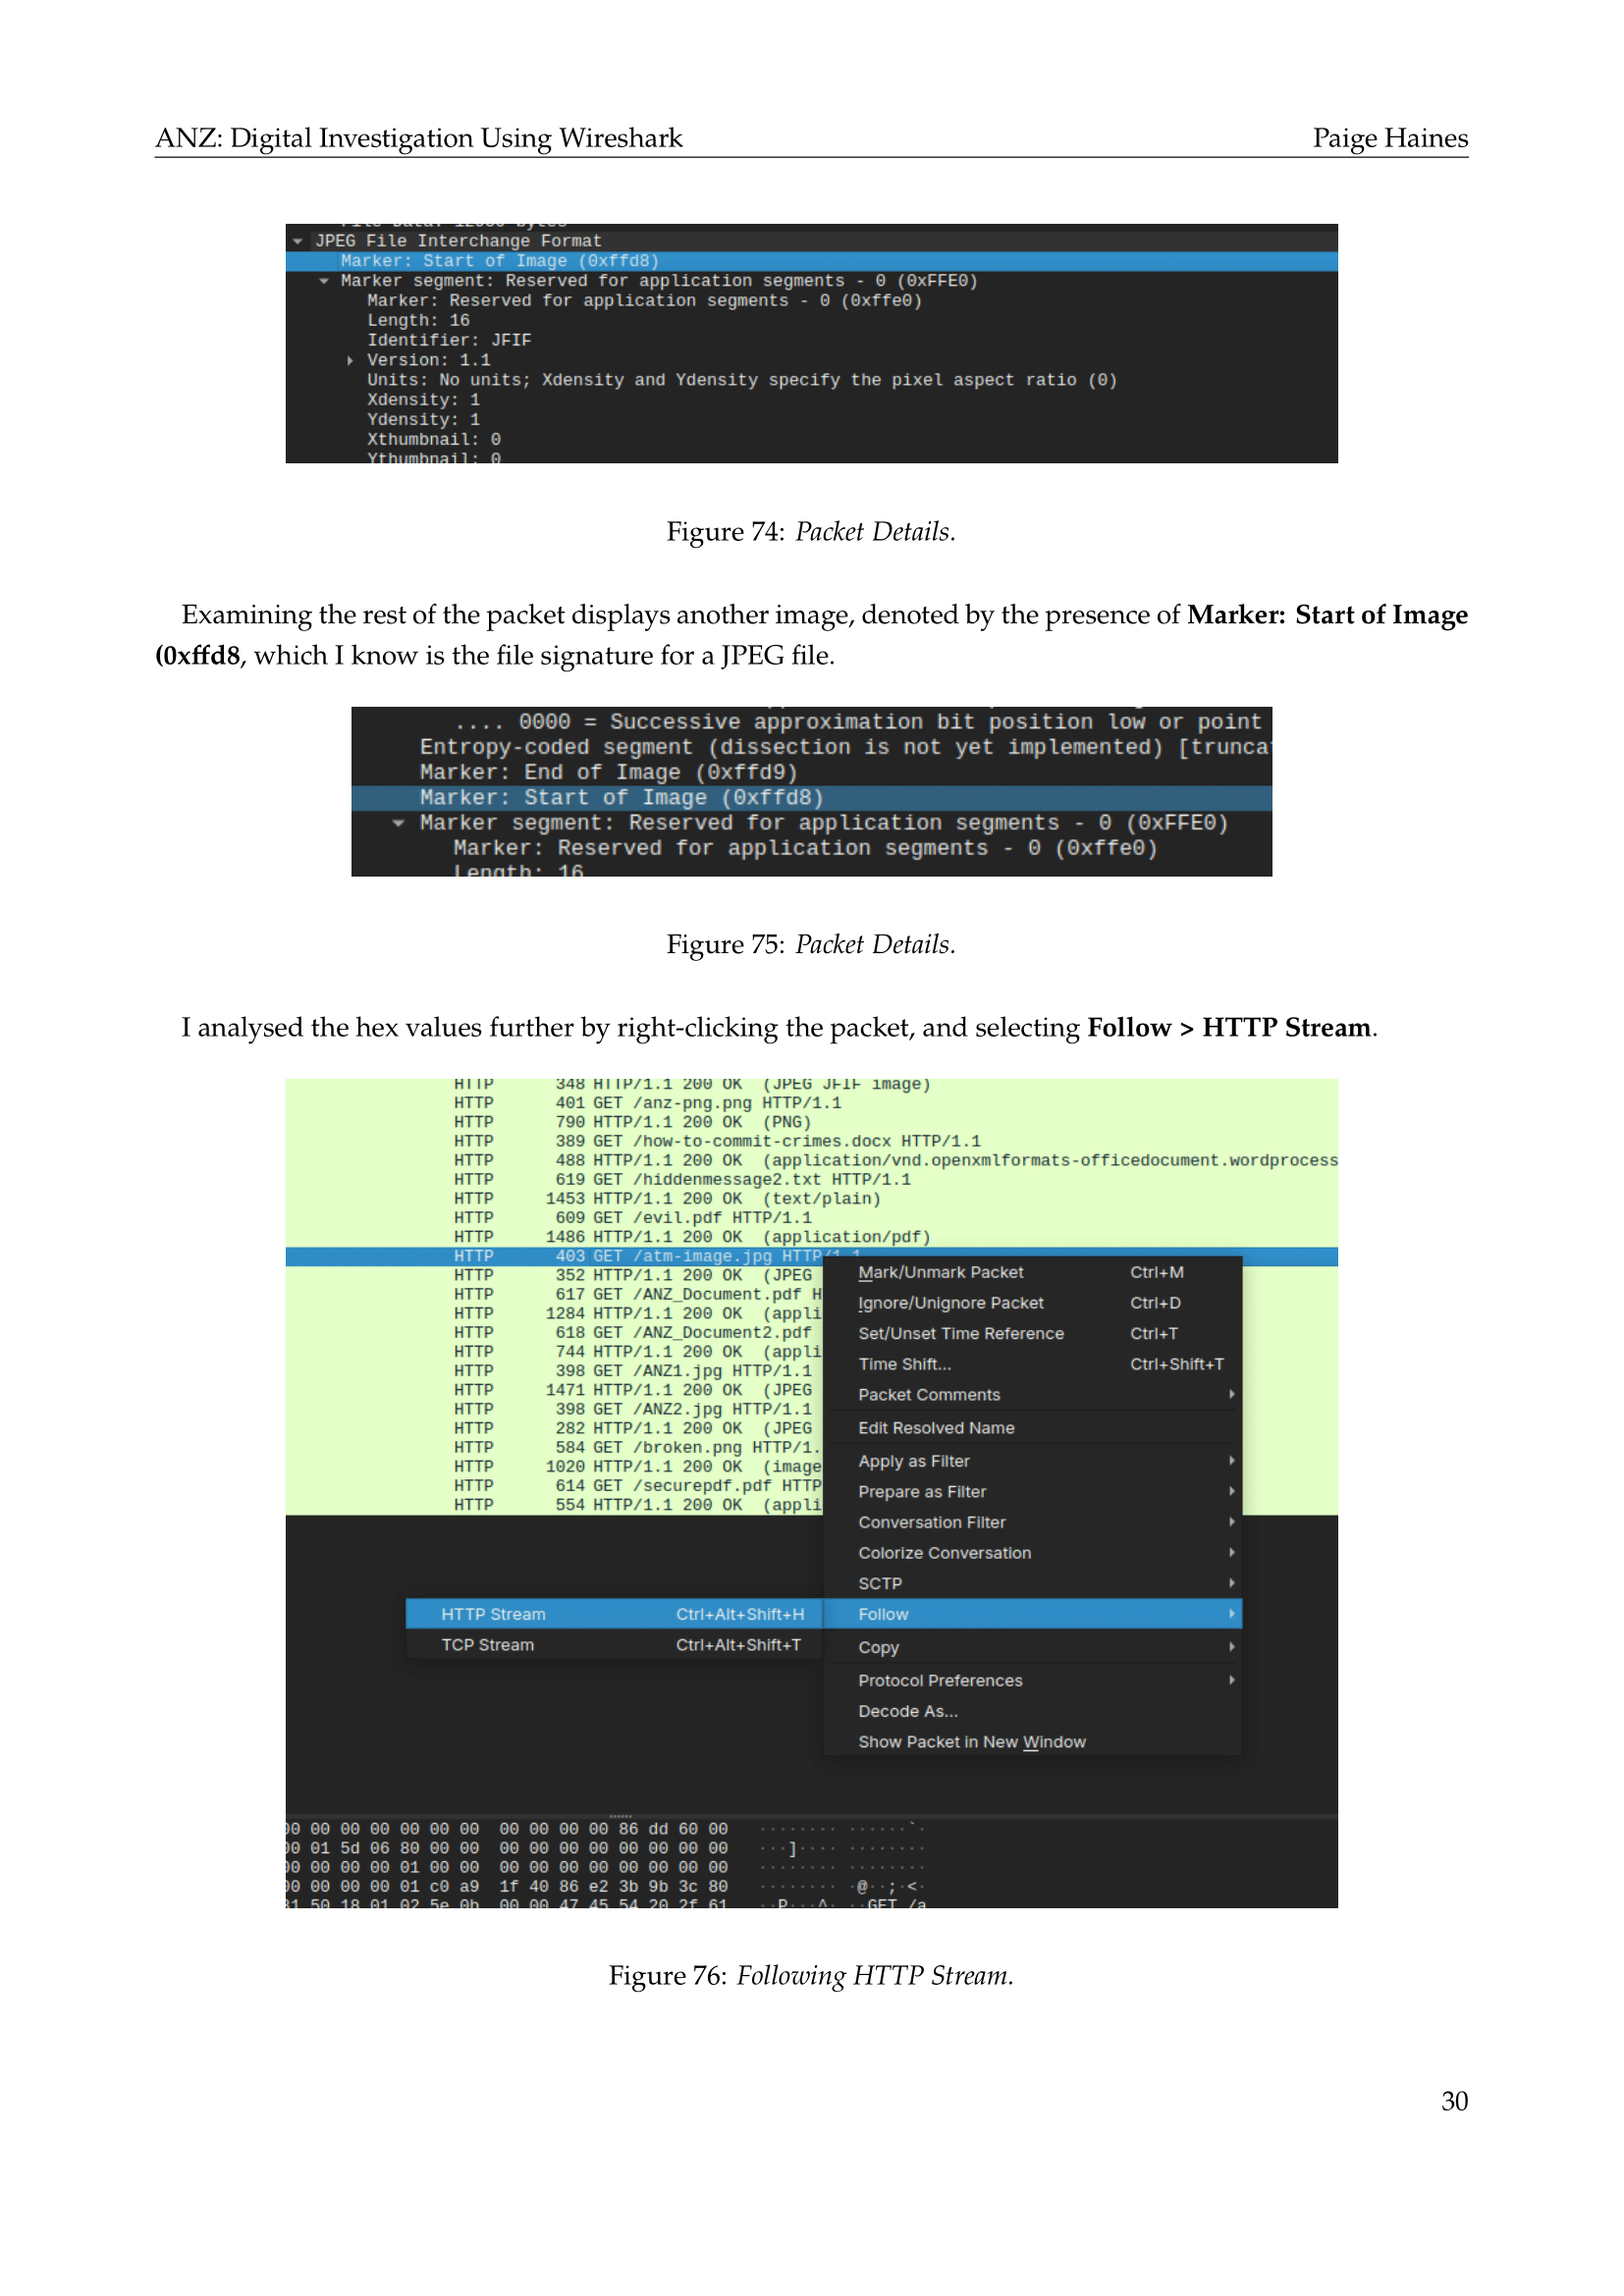 ANZ: Digital Investigation Using Wireshark Paige Haines
JPEG File Interchange Format
Marker: Start of Image (0xffd8)
Marker segment: Reserved for application segments - 0 (0xFFE0)
Marker: Reserved for application segments - 0 (0xffe0)
Length: 16
Identifier: JFIF
Version: 1.1
Units: No units; Xdensity and Ydensity specify the pixel aspect ratio (0)
Xdensity: 1
Ydensity: 1
Xthumbnail: 0
Ythumbnail: 0
Figure 74: Packet Details.
Examining the rest of the packet displays another image, denoted by the presence of Marker: Start of Image
(0xffd8, which I know is the file signature for a JPEG file.
.... 0000 = Successive approximation bit position low or point
Entropy-coded segment (dissection is not yet implemented) [trunca
Marker: End of Image (0xffd9)
Marker: Start of Image (0xffd8)
Marker segment: Reserved for application segments - 0 (0xFFE0)
Marker: Reserved for application segments - 0 (0xffe0)
Length: 16
Figure 75: Packet Details.
I analysed the hex values further by right-clicking the packet, and selecting Follow > HTTP Stream.
HTTP 348 HTTP/1.1 200 OK (JPEG JFIF image)
HTTP 401 GET /anz-png.png HTTP/1.1
HTTP 790 HTTP/1.1 200 OK (PNG)
HTTP 389 GET /how-to-commit-crimes.docx HTTP/1.1
HTTP 488 HTTP/1.1 200 OK (application/vnd.openxmlformats-officedocument.wordprocess
HTTP 619 GET /hiddenmessage2.txt HTTP/1.1
HTTP 1453 HTTP/1.1 200 OK (text/plain)
HTTP 609 GET /evil.pdf HTTP/1.1
HTTP 1486 HTTP/1.1 200 OK (application/pdf)
HTTP 403 GET /atm-image.jpg HTTP/1.1
HTTP 352 HTTP/1.1 200 OK (JPEG
HTTP 617 GET /ANZ_Document.pdf H
HTTP 1284 HTTP/1.1 200 OK (appli
HTTP 618 GET /ANZ_Document2.pdf
HTTP 744 HTTP/1.1 200 OK (appli
HTTP 398 GET /ANZ1.jpg HTTP/1.1
HTTP 1471 HTTP/1.1 200 OK (JPEG
HTTP 398 GET /ANZ2.jpg HTTP/1.1
HTTP 282 HTTP/1.1 200 OK (JPEG
HTTP 584 GET /broken.png HTTP/1.
HTTP 1020 HTTP/1.1 200 OK (image
HTTP 614 GET /securepdf.pdf HTTP
HTTP 554 HTTP/1.1 200 OK (appli
Mark/Unmark Packet Ctrl+M
Ignore/Unignore Packet Ctrl+D
Set/Unset Time Reference Ctrl+T
Time Shift... Ctrl+Shift+T
Packet Comments
Edit Resolved Name
Apply as Filter
Prepare as Filter
Conversation Filter
Colorize Conversation
SCTP
Follow
Copy
Protocol Preferences
Decode As...
Show Packet in New Window
HTTP Stream Ctrl+Alt+Shift+H
TCP Stream Ctrl+Alt+Shift+T
00 00 00 00 00 00 00 00 00 00 00 86 dd 60 00 ········ ······`·
00 01 5d 06 80 00 00 00 00 00 00 00 00 00 00 ···]···· ········
00 00 00 00 01 00 00 00 00 00 00 00 00 00 00 ········ ········
00 00 00 00 01 c0 a9 1f 40 86 e2 3b 9b 3c 80 ········ ·@··;·<·
31 50 18 01 02 5e 0b 00 00 47 45 54 20 2f 61 ··P···^· ··GET /a
Figure 76: Following HTTP Stream.
30